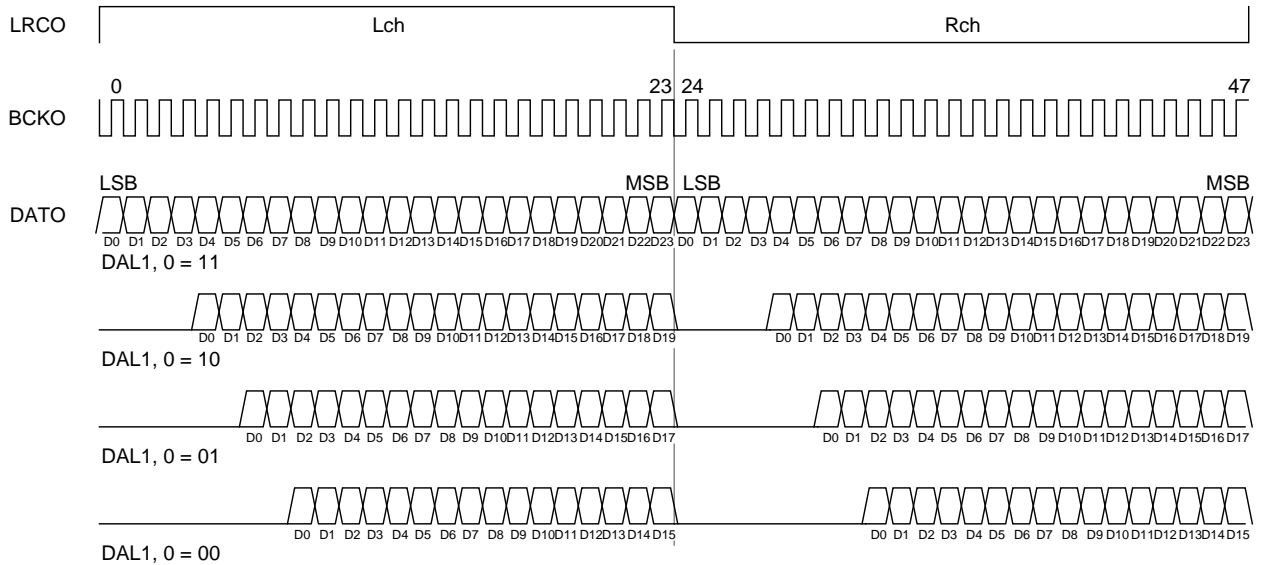 LRCO Lch Rch
0 23 24 47
BCKO
LSB MSB LSB MSB
DATO
D0 D1 D2 D3 D4 D5 D6 D7 D8 D9 D10 D11 D12 D13 D14 D15 D16 D17 D18 D19 D20 D21 D22 D23 D0 D1 D2 D3 D4 D5 D6 D7 D8 D9 D10 D11 D12 D13 D14 D15 D16 D17 D18 D19 D20 D21 D22 D23
DAL1, 0 = 11
D0 D1 D2 D3 D4 D5 D6 D7 D8 D9 D10 D11 D12 D13 D14 D15 D16 D17 D18 D19 D0 D1 D2 D3 D4 D5 D6 D7 D8 D9 D10 D11 D12 D13 D14 D15 D16 D17 D18 D19
DAL1, 0 = 10
D0 D1 D2 D3 D4 D5 D6 D7 D8 D9 D10 D11 D12 D13 D14 D15 D16 D17 D0 D1 D2 D3 D4 D5 D6 D7 D8 D9 D10 D11 D12 D13 D14 D15 D16 D17
DAL1, 0 = 01
D0 D1 D2 D3 D4 D5 D6 D7 D8 D9 D10 D11 D12 D13 D14 D15 D0 D1 D2 D3 D4 D5 D6 D7 D8 D9 D10 D11 D12 D13 D14 D15
DAL1, 0 = 00